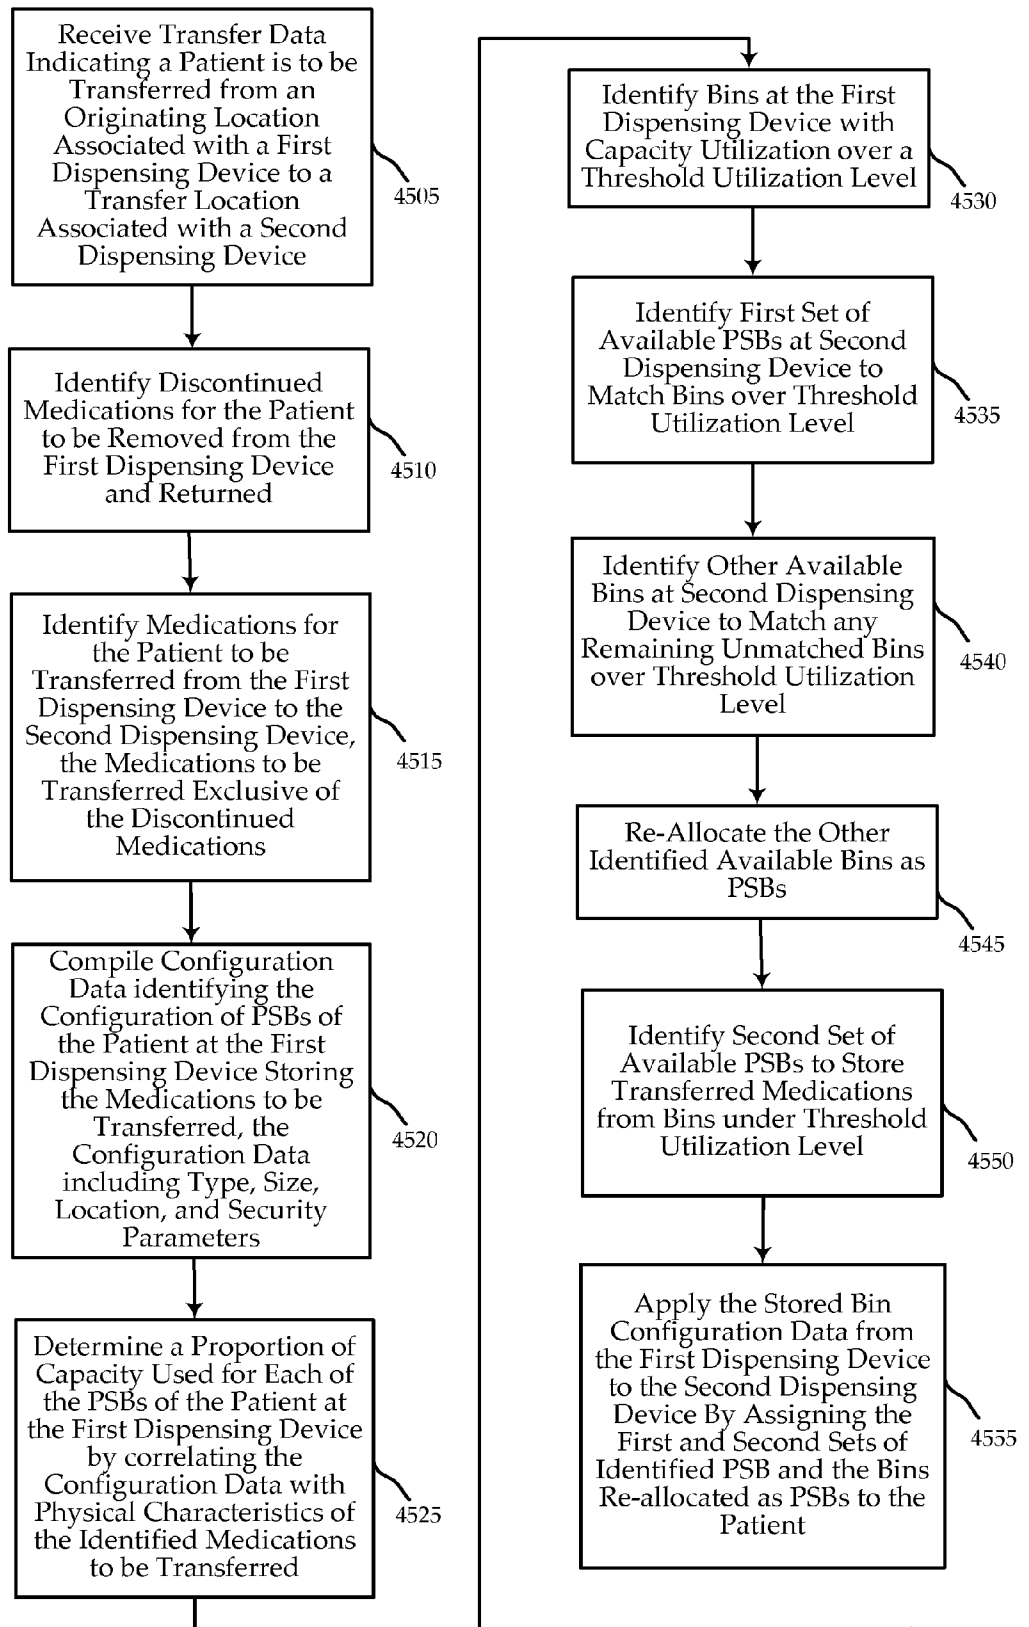 Receive Transfer Data
Indicating a Patient is to be
Transferred from an
Originating Location
Associated with a First
Dispensing Device to a
Transfer Location
Associated with a Second
Dispensing Device
4505
Identify Discontinued
Medications for the Patient
to be Removed from the
First Dispensing Device
and Returned
4510
Identify Medications for
the Patient to be
Transferred from the First
Dispensing Device to the
Second Dispensing Device,
the Medications to be
Transferred Exclusive of
the Discontinued
Medications
4515
Compile Configuration
Data identifying the
Configuration of PSBs of
the Patient at the First
Dispensing Device Storing
the Medications to be
Transferred, the
Configuration Data
including Type, Size,
Location, and Security
Parameters
4520
Determine a Proportion of
Capacity Used for Each of
the PSBs of the Patient at
the First Dispensing Device
by correlating the
Configuration Data with
Physical Characteristics of
the Identified Medications
to be Transferred
4525
Identify Bins at the First
Dispensing Device with
Capacity Utilization over a
Threshold Utilization Level
4530
Identify First Set of
Available PSBs at Second
Dispensing Device to
Match Bins over Threshold
Utilization Level
4535
Identify Other Available
Bins at Second Dispensing
Device to Match any
Remaining Unmatched Bins
over Threshold Utilization
Level
4540
Re-Allocate the Other
Identified Available Bins as
PSBs
4545
Identify Second Set of
Available PSBs to Store
Transferred Medications
from Bins under Threshold
Utilization Level
4550
Apply the Stored Bin
Configuration Data from
the First Dispensing Device
to the Second Dispensing
Device By Assigning the
First and Second Sets of
Identified PSB and the Bins
Re-allocated as PSBs to the
Patient
4555